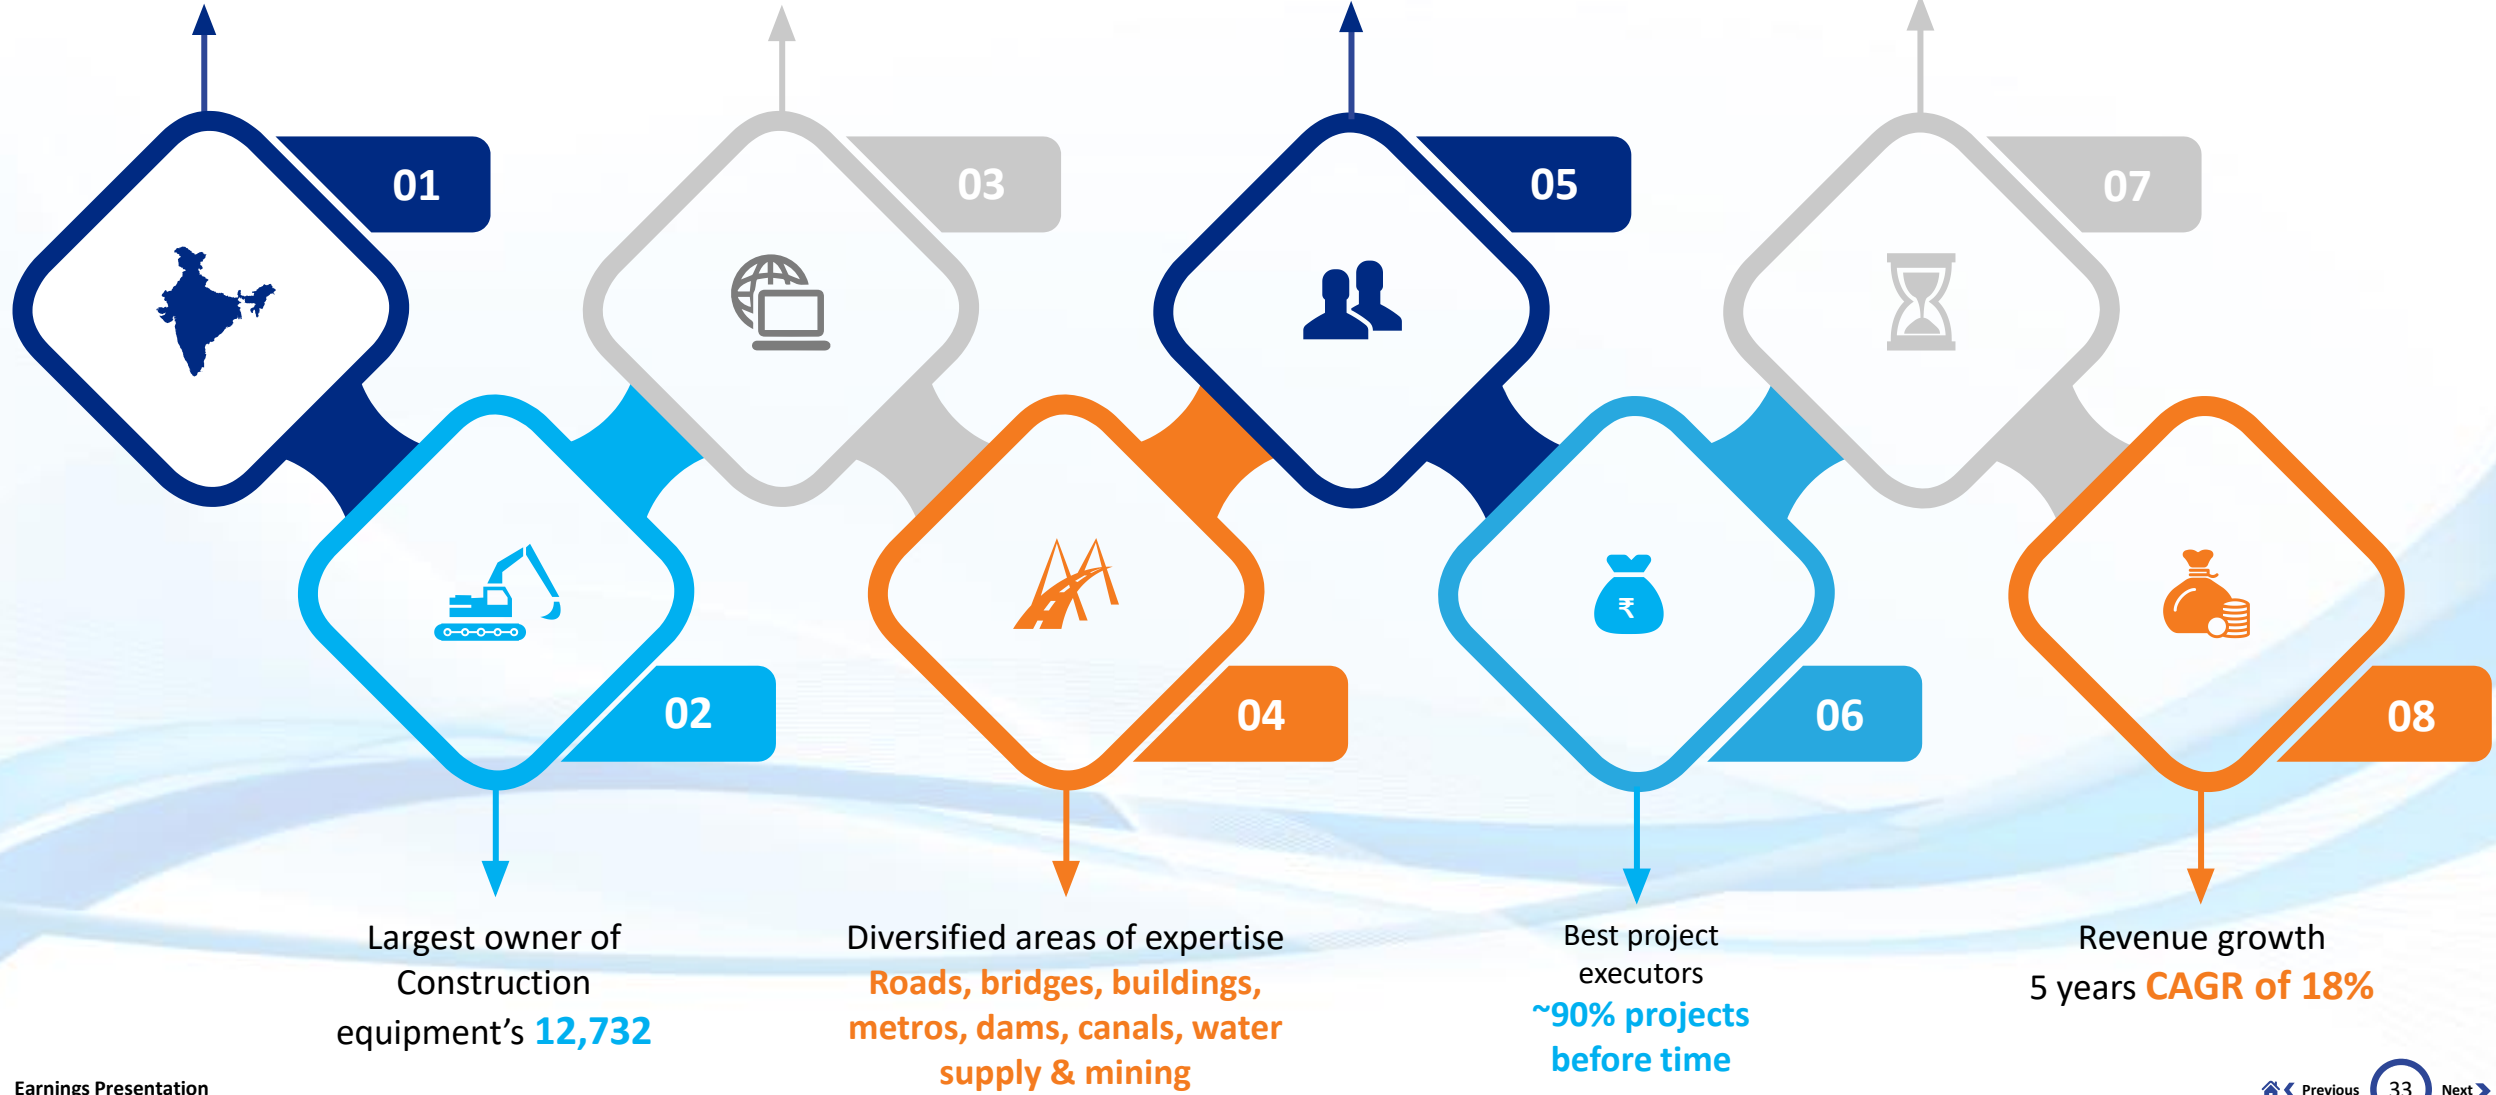 01
03
05
07
₹
02
04
06
08
Largest owner of
Construction
equipment’s 12,732
Diversified areas of expertise
Roads, bridges, buildings,
metros, dams, canals, water
supply & mining
Best project
executors
~90% projects
before time
Revenue growth
5 years CAGR of 18%
Earnings Presentation
Previous
33
Next